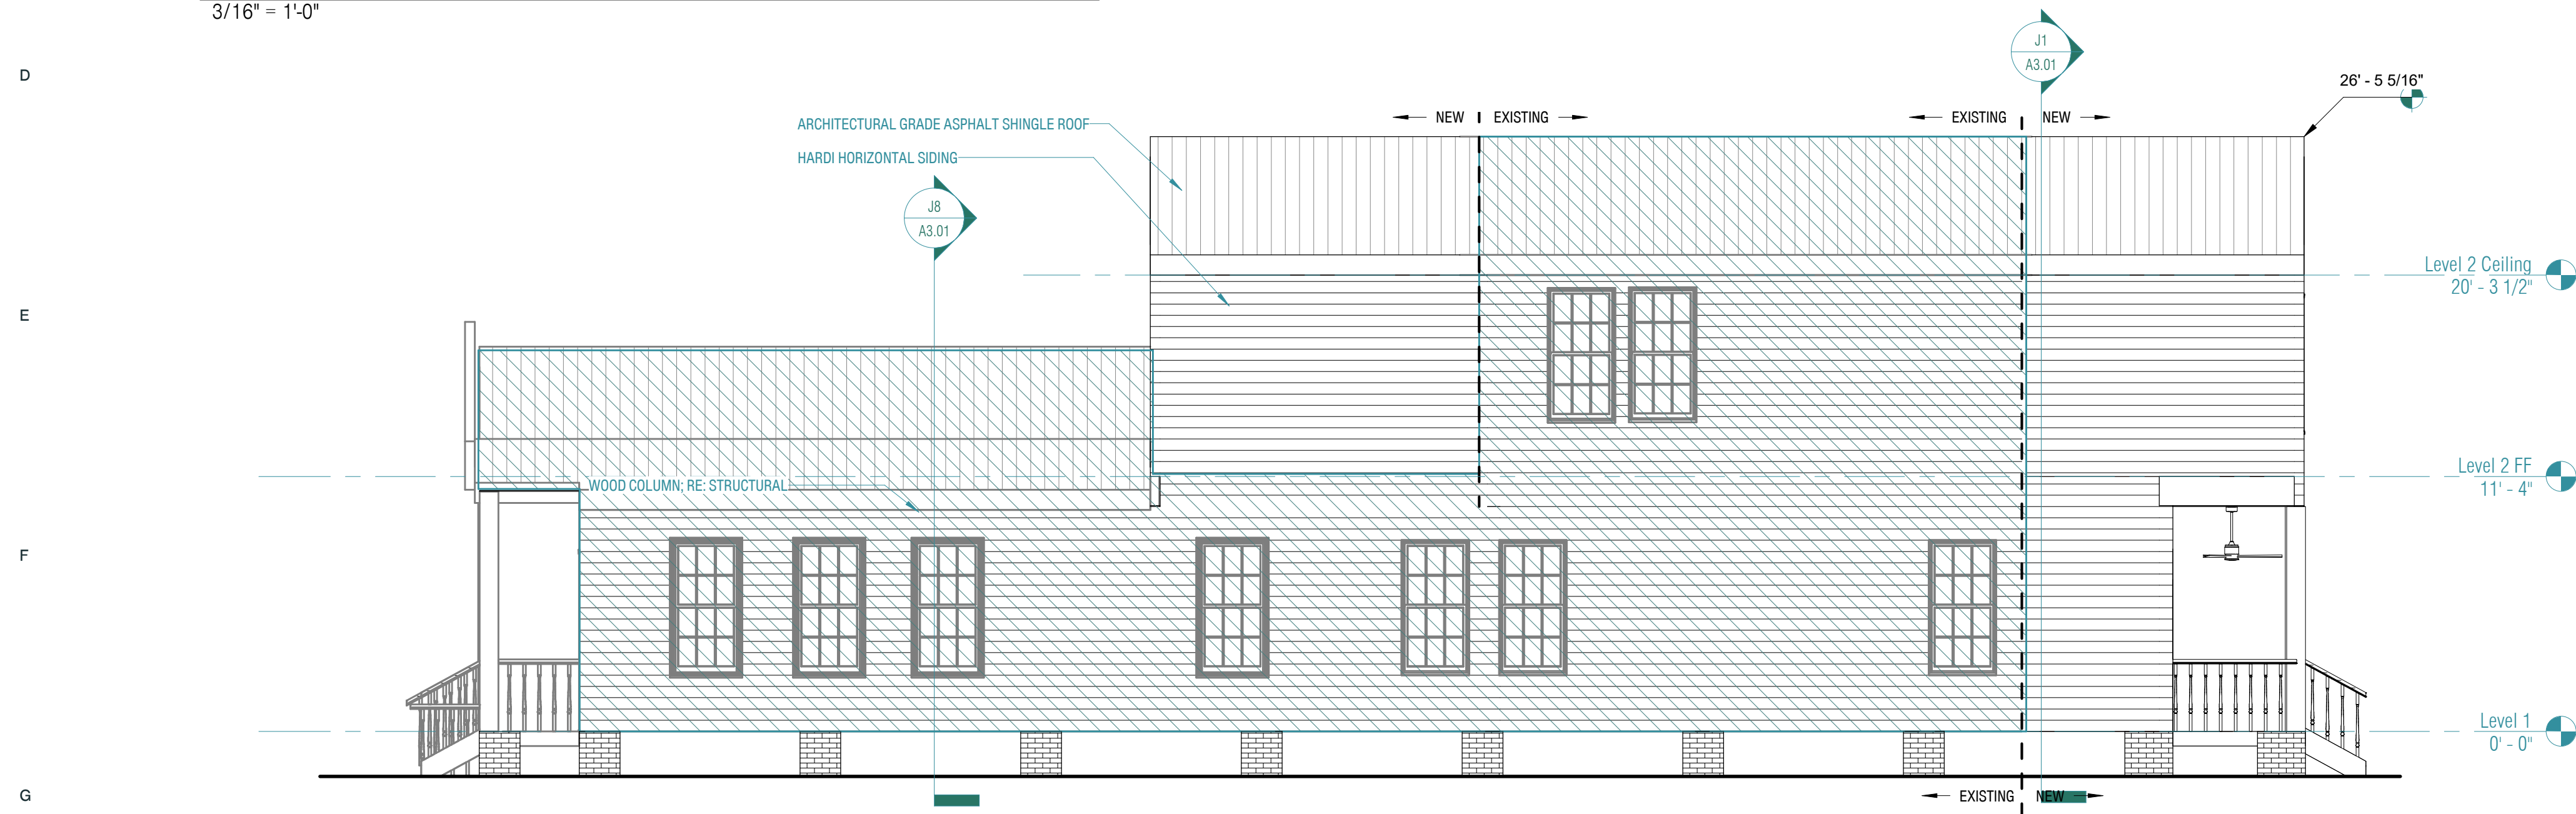 3/16" = 1'-0"
D
J1
A3.01
26' - 5 5/16"
NEW EXISTING
EXISTING NEW
ARCHITECTURAL GRADE ASPHALT SHINGLE ROOF
HARDI HORIZONTAL SIDING
J8
A3.01
Level 2 Ceiling
20' - 3 1/2"
E
Level 2 FF
11' - 4"
WOOD COLUMN; RE: STRUCTURAL
F
Level 1
0' - 0"
G
EXISTING NEW